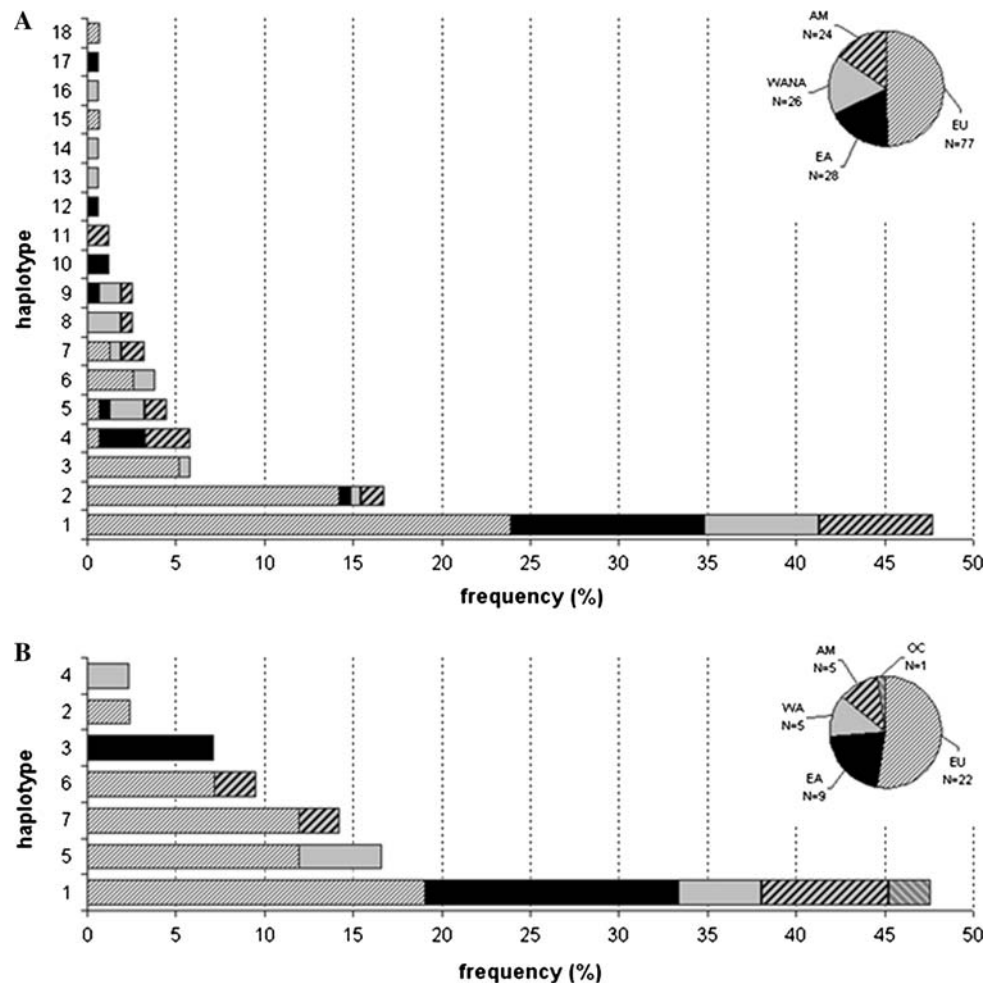 A
18
17
16
15
14
13
12
11
10
9
8
7
6
5
4
3
2
1
haplotype
0 5 10 15 20 25 30 35 40 45 50
frequency (%)
AM
N=24
WANA
N=26
EA
N=28
EU
N=77
B
4
2
3
6
7
5
1
haplotype
0 5 10 15 20 25 30 35 40 45 50
frequency (%)
AM
N=5
OC
N=1
WA
N=5
EA
N=9
EU
N=22